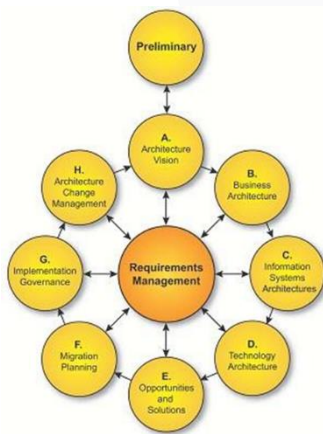 Preliminary
A.
Architecture
Vision
B.
Business
Architecture
C.
Information
Systems
Architectures
D.
Technology
Architecture
E.
Opportunities
and
Solutions
F.
Migration
Planning
G.
Implementation
Governance
H.
Architecture
Change
Management
Requirements
Management